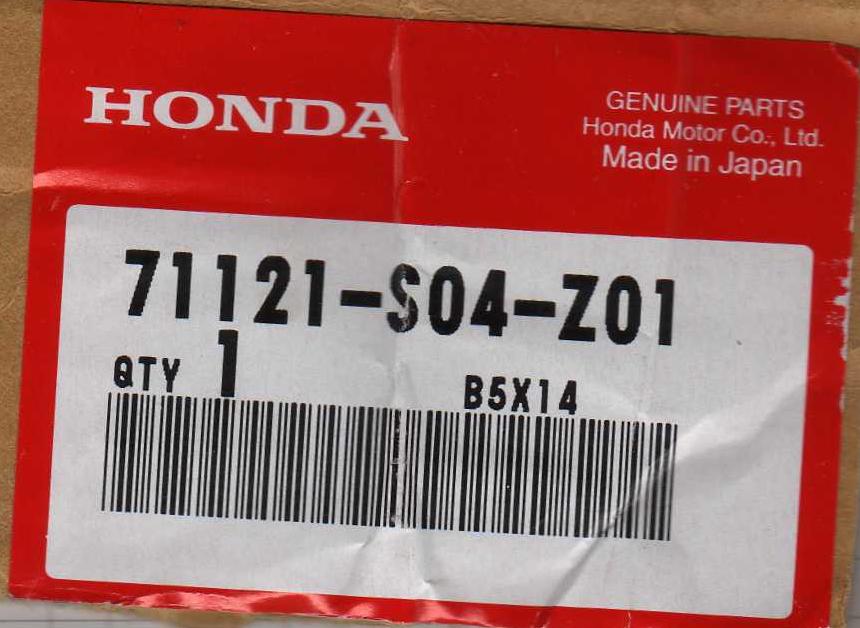 HONDA
GENUINE PARTS
Honda Motor Co., Ltd.
Made in Japan
71121-S04-Z01
QTY 1
B5X14